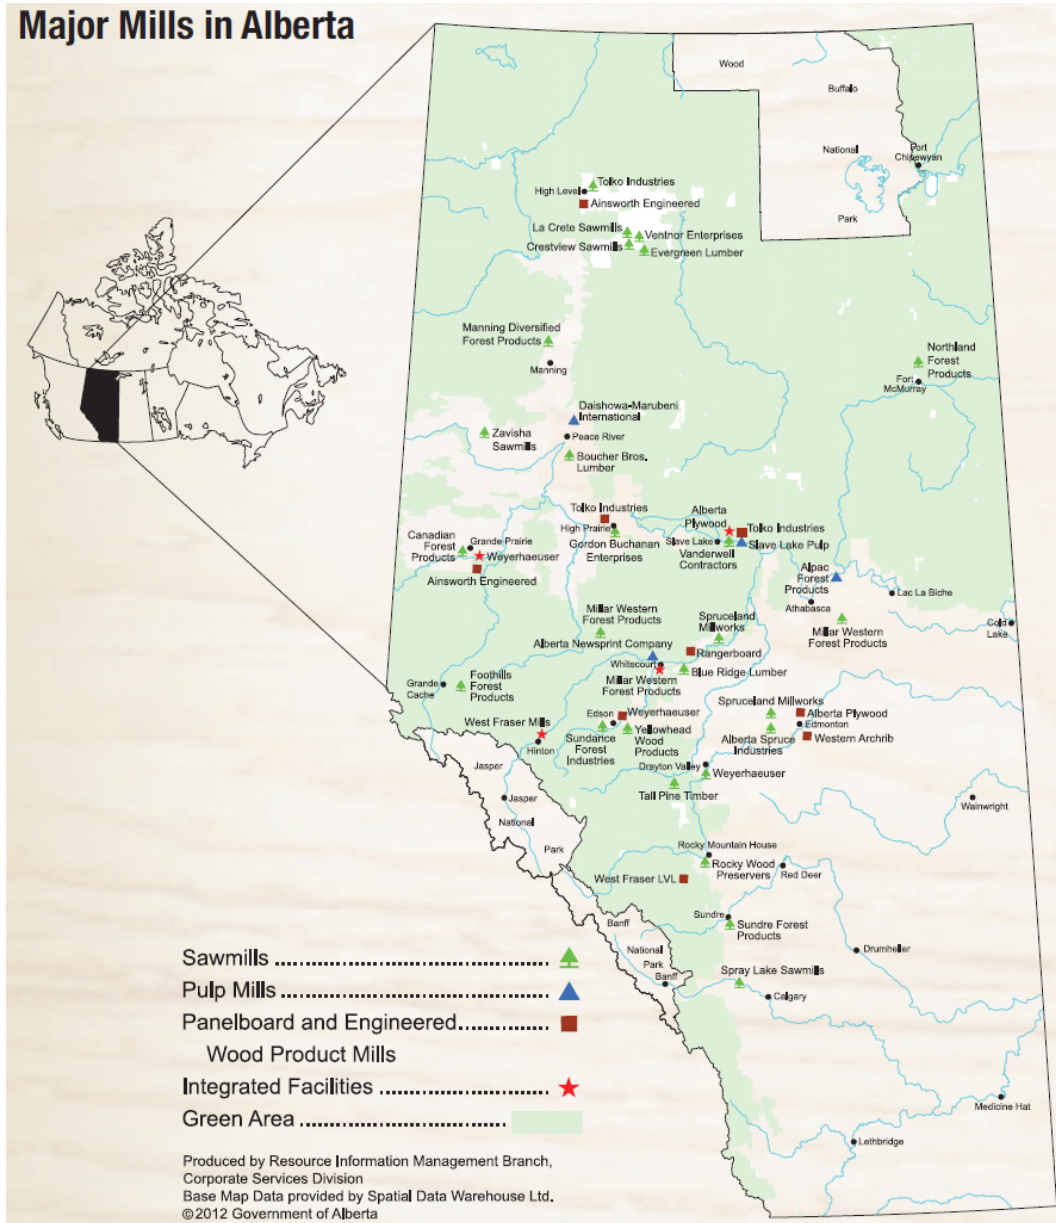 Major Mills in Alberta
Wood
Buffalo
National
Park
Fort
Chipewyan
Tolko Industries
High Level
Ainsworth Engineered
La Crete Sawmills
Ventnor Enterprises
Crestview Sawmills
Evergreen Lumber
Manning Diversified
Forest Products
Manning
Northland
Forest
Products
Fort
McMurray
Daishowa-Marubeni
International
Zavisha
Sawmills
Peace River
Boucher Bros.
Lumber
Tolko Industries
High Prairie
Gordon Buchanan
Enterprises
Alberta
Plywood
Tolko Industries
Slave Lake
Slave Lake Pulp
Vanderwell
Contractors
Canadian
Forest
Products
Grande Prairie
Weyerhaeuser
Ainsworth Engineered
Alpac
Forest
Products
Lac La Biche
Athabasca
Millar Western
Forest Products
Cold
Lake
Millar Western
Forest Products
Spruceland
Millworks
Alberta Newsprint Company
Rangerboard
Whitecourt
Millar Western
Forest Products
Blue Ridge Lumber
Grande
Cache
Foothills
Forest
Products
West Fraser Mills
Hinton
Edson
Weyerhaeuser
Sundance
Forest
Industries
Yellowhead
Wood
Products
Spruceland Millworks
Alberta Plywood
Edmonton
Alberta Spruce
Industries
Western Archrib
Drayton Valley
Weyerhaeuser
Tall Pine Timber
Wainwright
Jasper
Jasper
National
Park
Rocky Mountain House
Rocky Wood
Preservers
Red Deer
West Fraser LVL
Sundre
Sundre Forest
Products
Banff
National
Park
Banff
Drumheller
Spray Lake Sawmills
Calgary
Medicine Hat
Lethbridge
Sawmills
Pulp Mills
Panelboard and Engineered
Wood Product Mills
Integrated Facilities
Green Area
Produced by Resource Information Management Branch,
Corporate Services Division
Base Map Data provided by Spatial Data Warehouse Ltd.
©2012 Government of Alberta